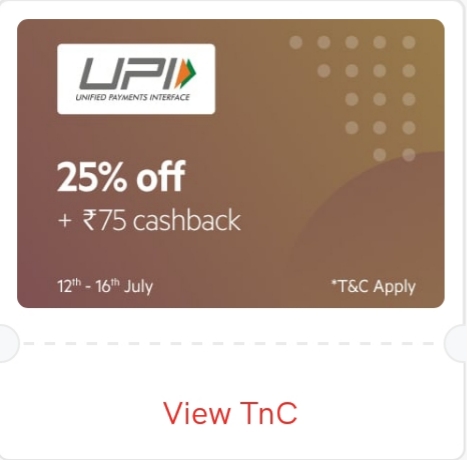 UPI
UNIFIED PAYMENTS INTERFACE
25% off
+ ₹75 cashback
12th - 16th July
*T&C Apply
View TnC